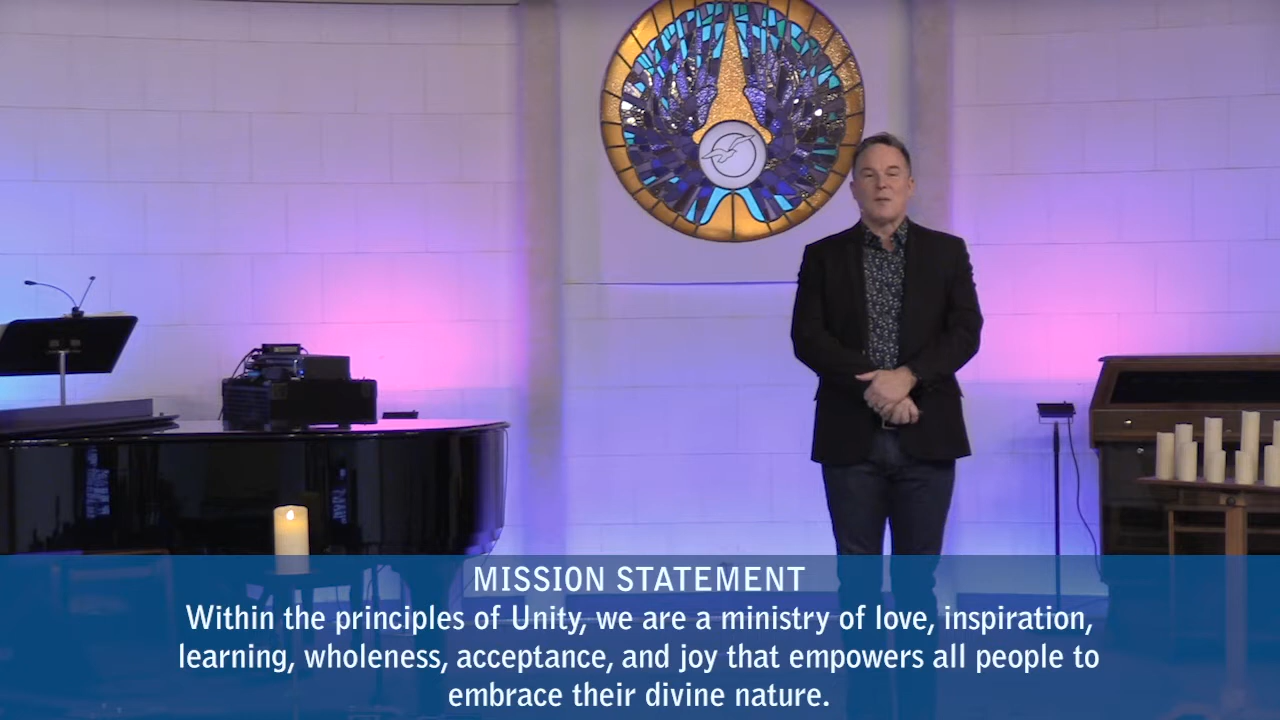 MISSION STATEMENT
Within the principles of Unity, we are a ministry of love, inspiration,
learning, wholeness, acceptance, and joy that empowers all people to
embrace their divine nature.